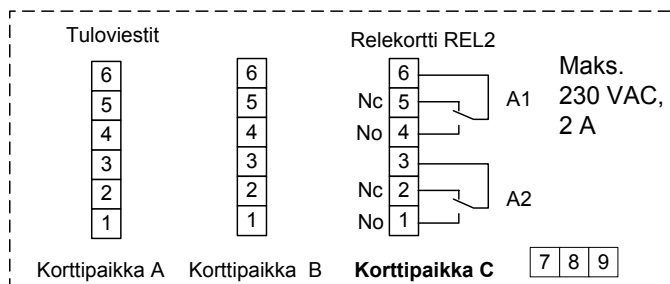 Tuloviestit
6
5
4
3
2
1
Korttipaikka A
6
5
4
3
2
1
Korttipaikka B
Relekortti REL2
6
Nc 5
No 4
3
Nc 2
No 1
A1
A2
Korttipaikka C
Maks.
230 VAC,
2 A
7 8 9